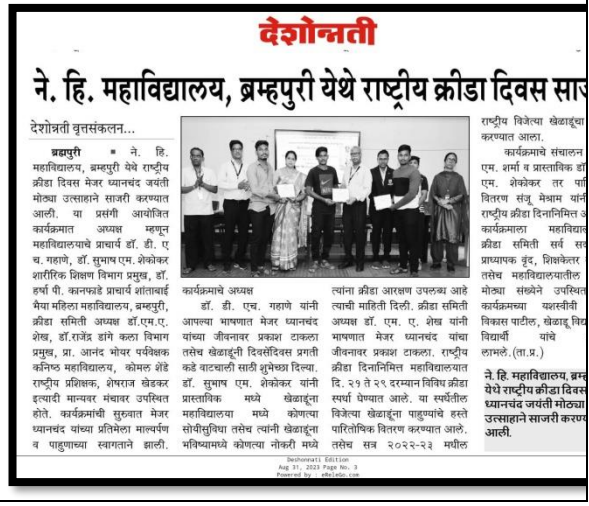 देशोन्नती
ने. हि. महाविद्यालय, ब्रम्हपुरी येथे राष्ट्रीय क्रीडा दिवस साज
देशोन्नती वृत्तसंकलन...
ब्रह्मपुरी ■ ने. हि.
महाविद्यालय, ब्रम्हपुरी येथे राष्ट्रीय
क्रीडा दिवस मेजर ध्यानचंद जयंती
मोठ्या उत्साहाने साजरी करण्यात
आली. या प्रसंगी आयोजित
कार्यक्रमात अध्यक्ष म्हणून
महाविद्यालयाचे प्राचार्य डॉ. डी. ए
च. गहाणे, डॉ. सुभाष एम. शेकोकर
शारीरिक शिक्षण विभाग प्रमुख, डॉ.
हर्षा पी. कानफाडे प्राचार्य शांताबाई
भैया महिला महाविद्यालय, ब्रम्हपुरी,
क्रीडा समिती अध्यक्ष डॉ.एम.ए.
शेख, डॉ.राजेंद्र डांगे कला विभाग
प्रमुख, प्रा. आनंद भोयर पर्यवेक्षक
कनिष्ठ महाविद्यालय, कोमल शेंडे
राष्ट्रीय प्रशिक्षक, शेषराज खेडकर
इत्यादी मान्यवर मंचावर उपस्थित
होते. कार्यक्रमांची सुरुवात मेजर
ध्यानचंद यांच्या प्रतिमेला माल्यर्पण
व पाहुणाच्या स्वागताने झाली.
कार्यक्रमाचे अध्यक्ष
डॉ. डी. एच. गहाणे यांनी
आपल्या भाषणात मेजर ध्यानचंद
यांच्या जीवनावर प्रकाश टाकला
तसेच खेळाडूंनी दिवसेंदिवस प्रगती
कडे वाटचाली साठी शुभेच्छा दिल्या.
डॉ. सुभाष एम. शेकोकर यांनी
प्रास्ताविक मध्ये खेळाडूंना
महाविद्यालया मध्ये कोणत्या
सोयीसुविधा तसेच त्यांनी खेळाडूंना
भविष्यामध्ये कोणत्या नोकरी मध्ये
त्यांना क्रीडा आरक्षण उपलब्ध आहे
त्याची माहिती दिली. क्रीडा समिती
अध्यक्ष डॉ. एम. ए. शेख यांनी
भाषणात मेजर ध्यानचंद यांचा
जीवनावर प्रकाश टाकला. राष्ट्रीय
क्रीडा दिनानिमित्त महाविद्यालयात
दि. २१ ते २९ दरम्यान विविध क्रीडा
स्पर्धा घेण्यात आले. या स्पर्धेतील
विजेत्या खेळाडूंना पाहुण्यांचे हस्ते
पारितोषिक वितरण करण्यात आले.
तसेच सत्र २०२२-२३ मधील
राष्ट्रीय विजेत्या खेळाडूंचा
करण्यात आला.
कार्यक्रमाचे संचालन
एम. शर्मा व प्रास्ताविक डॉ
एम. शेकोकर तर पा
वितरण संजू मेश्राम यांनी
राष्ट्रीय क्रीडा दिनानिमित्त अ
कार्यक्रमाला महाविद्याल
क्रीडा समिती सर्व सद
प्राध्यापक वृंद, शिक्षकेतर
तसेच महाविद्यालयातील
मोठ्या संख्येने उपस्थित
कार्यक्रमच्या यशस्वीवी
विकास पाटील, खेळाडू विद्य
विद्यार्थी यांचे
लाभले.(ता.प्र.)
ने. हि. महाविद्यालय, ब्रम्ह
येथे राष्ट्रीय क्रीडा दिवस
ध्यानचंद जयंती मोठ्या
उत्साहाने साजरी करण्य
आली.
Deshonnati Edition
Aug 31, 2023 Page No. 3
Powered by : eReleGo.com